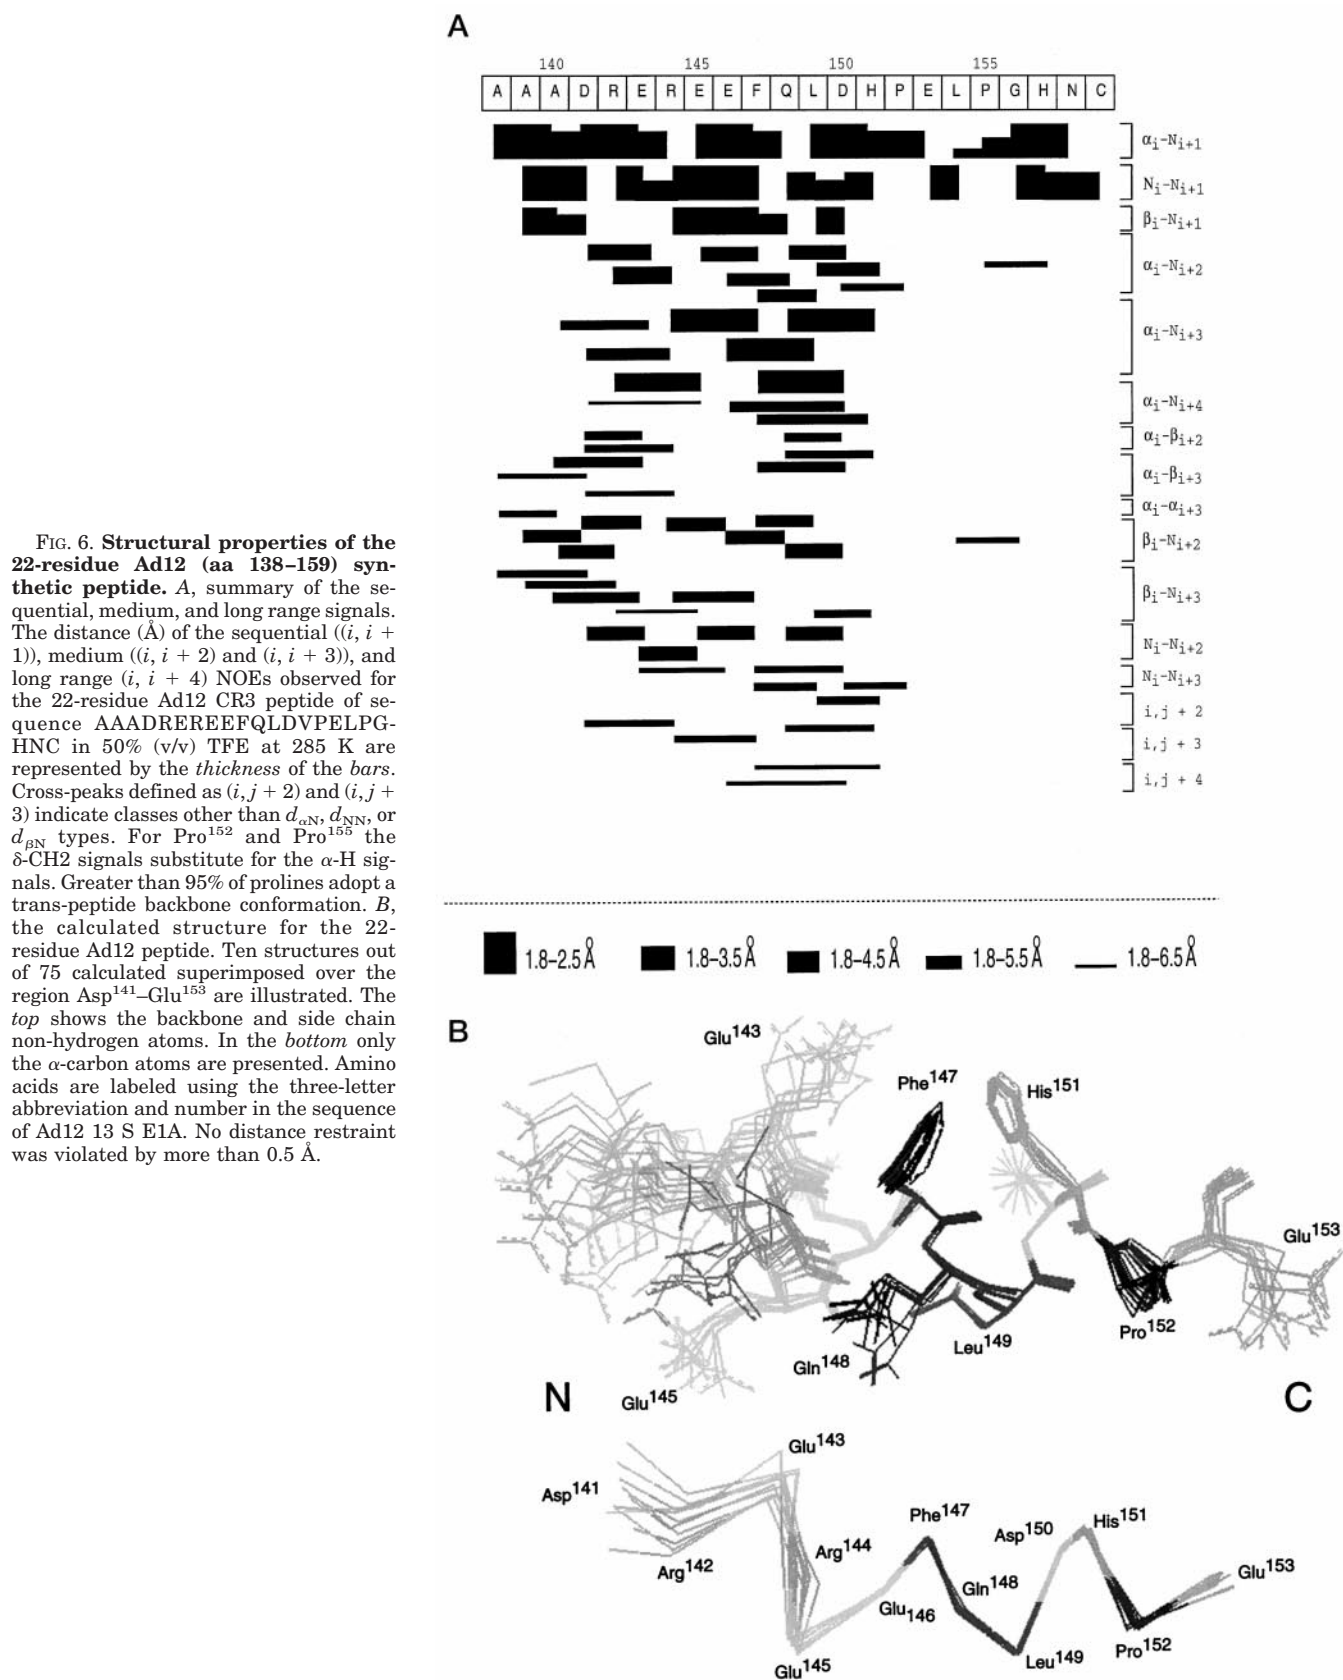 A
140 145 150 155
A A A D R E R E E F Q L D H P E L P G H N C
αi-Ni+1
Ni-Ni+1
βi-Ni+1
αi-Ni+2
αi-Ni+3
αi-Ni+4
αi-βi+2
αi-βi+3
αi-αi+3
βi-Ni+2
βi-Ni+3
Ni-Ni+2
Ni-Ni+3
i,j + 2
i,j + 3
i,j + 4
1.8–2.5Å 1.8–3.5Å 1.8–4.5Å 1.8–5.5Å 1.8–6.5Å
FIG. 6. Structural properties of the
22-residue Ad12 (aa 138–159) syn-
thetic peptide. A, summary of the se-
quential, medium, and long range signals.
The distance (Å) of the sequential ((i, i +
1)), medium ((i, i + 2) and (i, i + 3)), and
long range (i, i + 4) NOEs observed for
the 22-residue Ad12 CR3 peptide of se-
quence AAADREREEFQLDVPELPG-
HNC in 50% (v/v) TFE at 285 K are
represented by the thickness of the bars.
Cross-peaks defined as (i, j + 2) and (i, j +
3) indicate classes other than dαN, dNN, or
dβN types. For Pro152 and Pro155 the
δ-CH2 signals substitute for the α-H sig-
nals. Greater than 95% of prolines adopt a
trans-peptide backbone conformation. B,
the calculated structure for the 22-
residue Ad12 peptide. Ten structures out
of 75 calculated superimposed over the
region Asp141–Glu153 are illustrated. The
top shows the backbone and side chain
non-hydrogen atoms. In the bottom only
the α-carbon atoms are presented. Amino
acids are labeled using the three-letter
abbreviation and number in the sequence
of Ad12 13 S E1A. No distance restraint
was violated by more than 0.5 Å.
B
Glu143
Phe147
His151
Glu153
Pro152
Leu149
Gln148
Glu145
N
C
Glu143
Asp141
Phe147
Asp150
His151
Arg144
Arg142
Glu153
Gln148
Glu146
Pro152
Leu149
Glu145